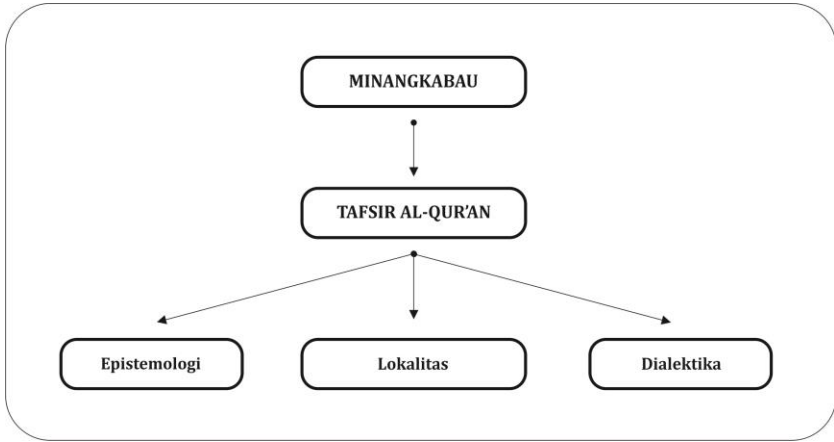 MINANGKABAU
TAFSIR AL-QUR’AN
Epistemologi
Lokalitas
Dialektika